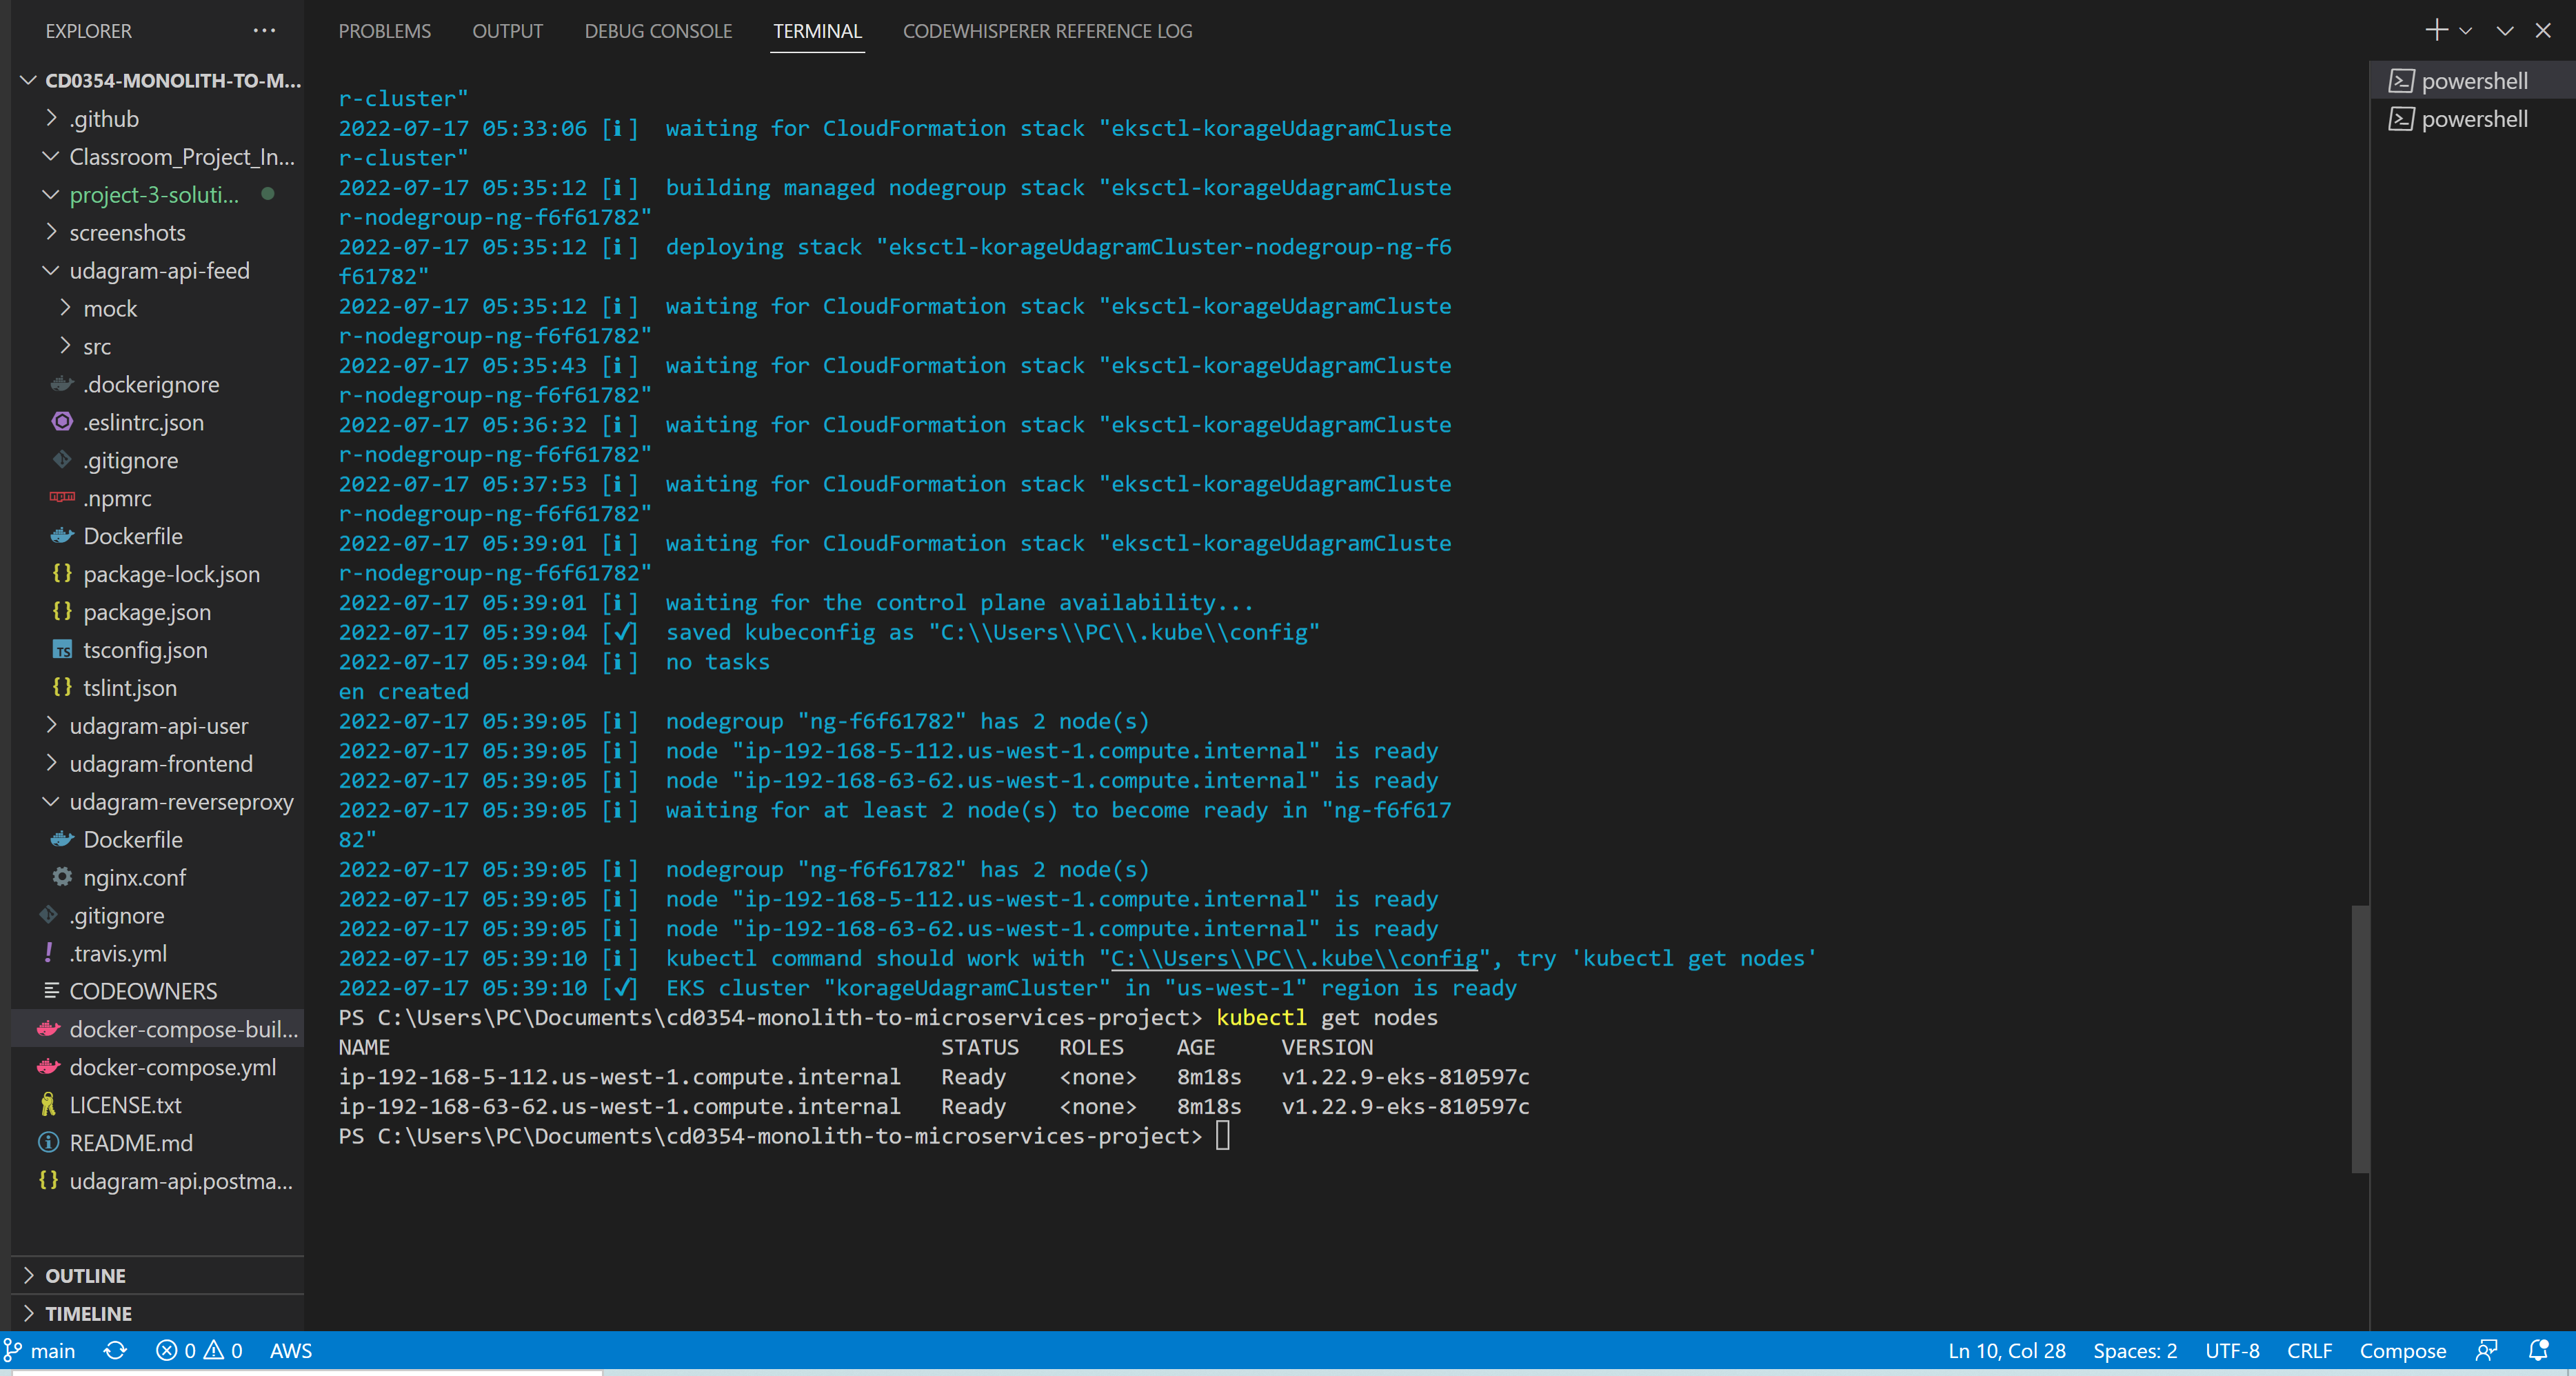 EXPLORER ...
PROBLEMS OUTPUT DEBUG CONSOLE TERMINAL CODEWHISPERER REFERENCE LOG
CD0354-MONOLITH-TO-M...
.github
Classroom_Project_In...
project-3-soluti...
screenshots
udagram-api-feed
mock
src
.dockerignore
.eslintrc.json
.gitignore
.npmrc
Dockerfile
package-lock.json
package.json
TS tsconfig.json
tslint.json
udagram-api-user
udagram-frontend
udagram-reverseproxy
Dockerfile
nginx.conf
.gitignore
.travis.yml
CODEOWNERS
docker-compose-buil...
docker-compose.yml
LICENSE.txt
README.md
udagram-api.postma...
OUTLINE
TIMELINE
r-cluster"
2022-07-17 05:33:06 [i]  waiting for CloudFormation stack "eksctl-korageUdagramCluste
r-cluster"
2022-07-17 05:35:12 [i]  building managed nodegroup stack "eksctl-korageUdagramCluste
r-nodegroup-ng-f6f61782"
2022-07-17 05:35:12 [i]  deploying stack "eksctl-korageUdagramCluster-nodegroup-ng-f6
f61782"
2022-07-17 05:35:12 [i]  waiting for CloudFormation stack "eksctl-korageUdagramCluste
r-nodegroup-ng-f6f61782"
2022-07-17 05:35:43 [i]  waiting for CloudFormation stack "eksctl-korageUdagramCluste
r-nodegroup-ng-f6f61782"
2022-07-17 05:36:32 [i]  waiting for CloudFormation stack "eksctl-korageUdagramCluste
r-nodegroup-ng-f6f61782"
2022-07-17 05:37:53 [i]  waiting for CloudFormation stack "eksctl-korageUdagramCluste
r-nodegroup-ng-f6f61782"
2022-07-17 05:39:01 [i]  waiting for CloudFormation stack "eksctl-korageUdagramCluste
r-nodegroup-ng-f6f61782"
2022-07-17 05:39:01 [i]  waiting for the control plane availability...
2022-07-17 05:39:04 [✓]  saved kubeconfig as "C:\\Users\\PC\\.kube\\config"
2022-07-17 05:39:04 [i]  no tasks
en created
2022-07-17 05:39:05 [i]  nodegroup "ng-f6f61782" has 2 node(s)
2022-07-17 05:39:05 [i]  node "ip-192-168-5-112.us-west-1.compute.internal" is ready
2022-07-17 05:39:05 [i]  node "ip-192-168-63-62.us-west-1.compute.internal" is ready
2022-07-17 05:39:05 [i]  waiting for at least 2 node(s) to become ready in "ng-f6f617
82"
2022-07-17 05:39:05 [i]  nodegroup "ng-f6f61782" has 2 node(s)
2022-07-17 05:39:05 [i]  node "ip-192-168-5-112.us-west-1.compute.internal" is ready
2022-07-17 05:39:05 [i]  node "ip-192-168-63-62.us-west-1.compute.internal" is ready
2022-07-17 05:39:10 [i]  kubectl command should work with "C:\\Users\\PC\\.kube\\config", try 'kubectl get nodes'
2022-07-17 05:39:10 [✓]  EKS cluster "korageUdagramCluster" in "us-west-1" region is ready
PS C:\Users\PC\Documents\cd0354-monolith-to-microservices-project> kubectl get nodes
NAME STATUS ROLES AGE VERSION
ip-192-168-5-112.us-west-1.compute.internal Ready <none> 8m18s v1.22.9-eks-810597c
ip-192-168-63-62.us-west-1.compute.internal Ready <none> 8m18s v1.22.9-eks-810597c
PS C:\Users\PC\Documents\cd0354-monolith-to-microservices-project>
powershell
powershell
main 0 0 AWS Ln 10, Col 28 Spaces: 2 UTF-8 CRLF Compose